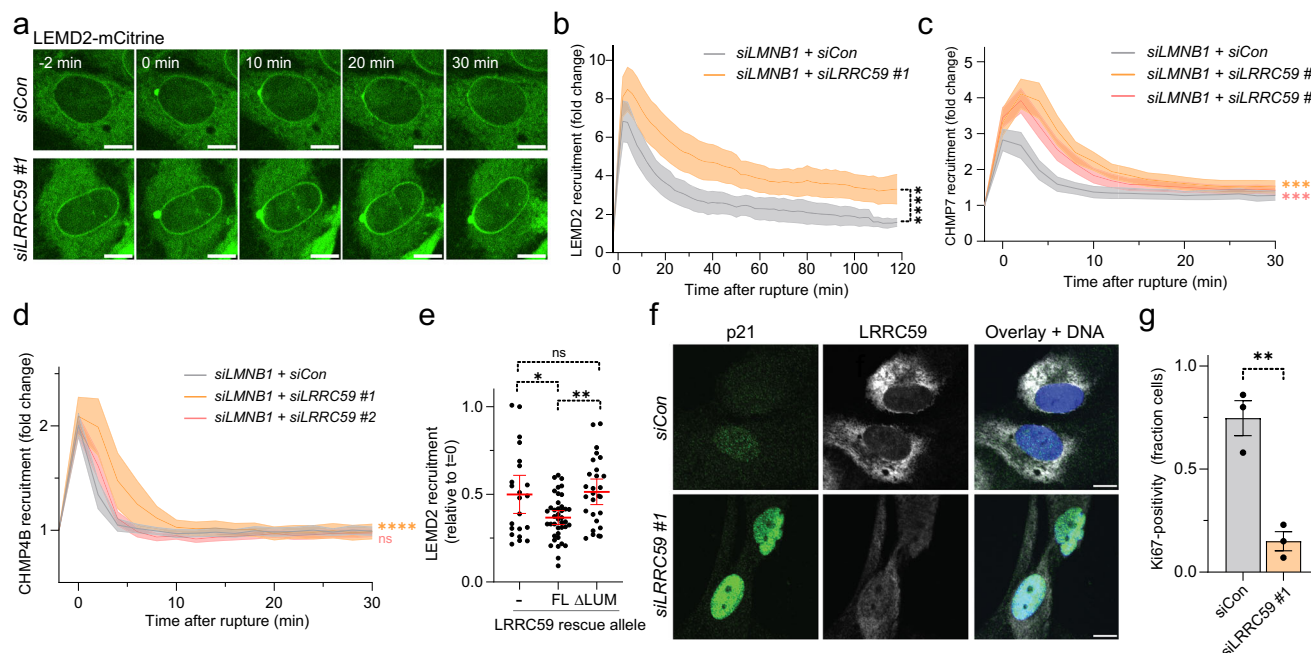 a
LEMD2-mCitrine
-2 min
0 min
10 min
20 min
30 min
siCon
siLRRC59 #1
b
LEMD2 recruitment (fold change)
10
8
6
4
2
0
siLMNB1 + siCon
siLMNB1 + siLRRC59 #1
****
0 20 40 60 80 100 120
Time after rupture (min)
c
CHMP7 recruitment (fold change)
5
4
3
2
1
0
siLMNB1 + siCon
siLMNB1 + siLRRC59 #
siLMNB1 + siLRRC59 #
***
***
0 10 20 30
Time after rupture (min)
d
CHMP4B recruitment (fold change)
2
1
siLMNB1 + siCon
siLMNB1 + siLRRC59 #1
siLMNB1 + siLRRC59 #2
****
ns
0 10 20 30
Time after rupture (min)
e
LEMD2 recruitment
(relative to t=0)
ns
*
**
1.0
0.5
0.0
- FL ΔLUM
LRRC59 rescue allele
f
p21
LRRC59
Overlay + DNA
siCon
siLRRC59 #1
g
Ki67-positivity (fraction cells)
**
1.0
0.5
0.0
siCon
siLRRC59 #1